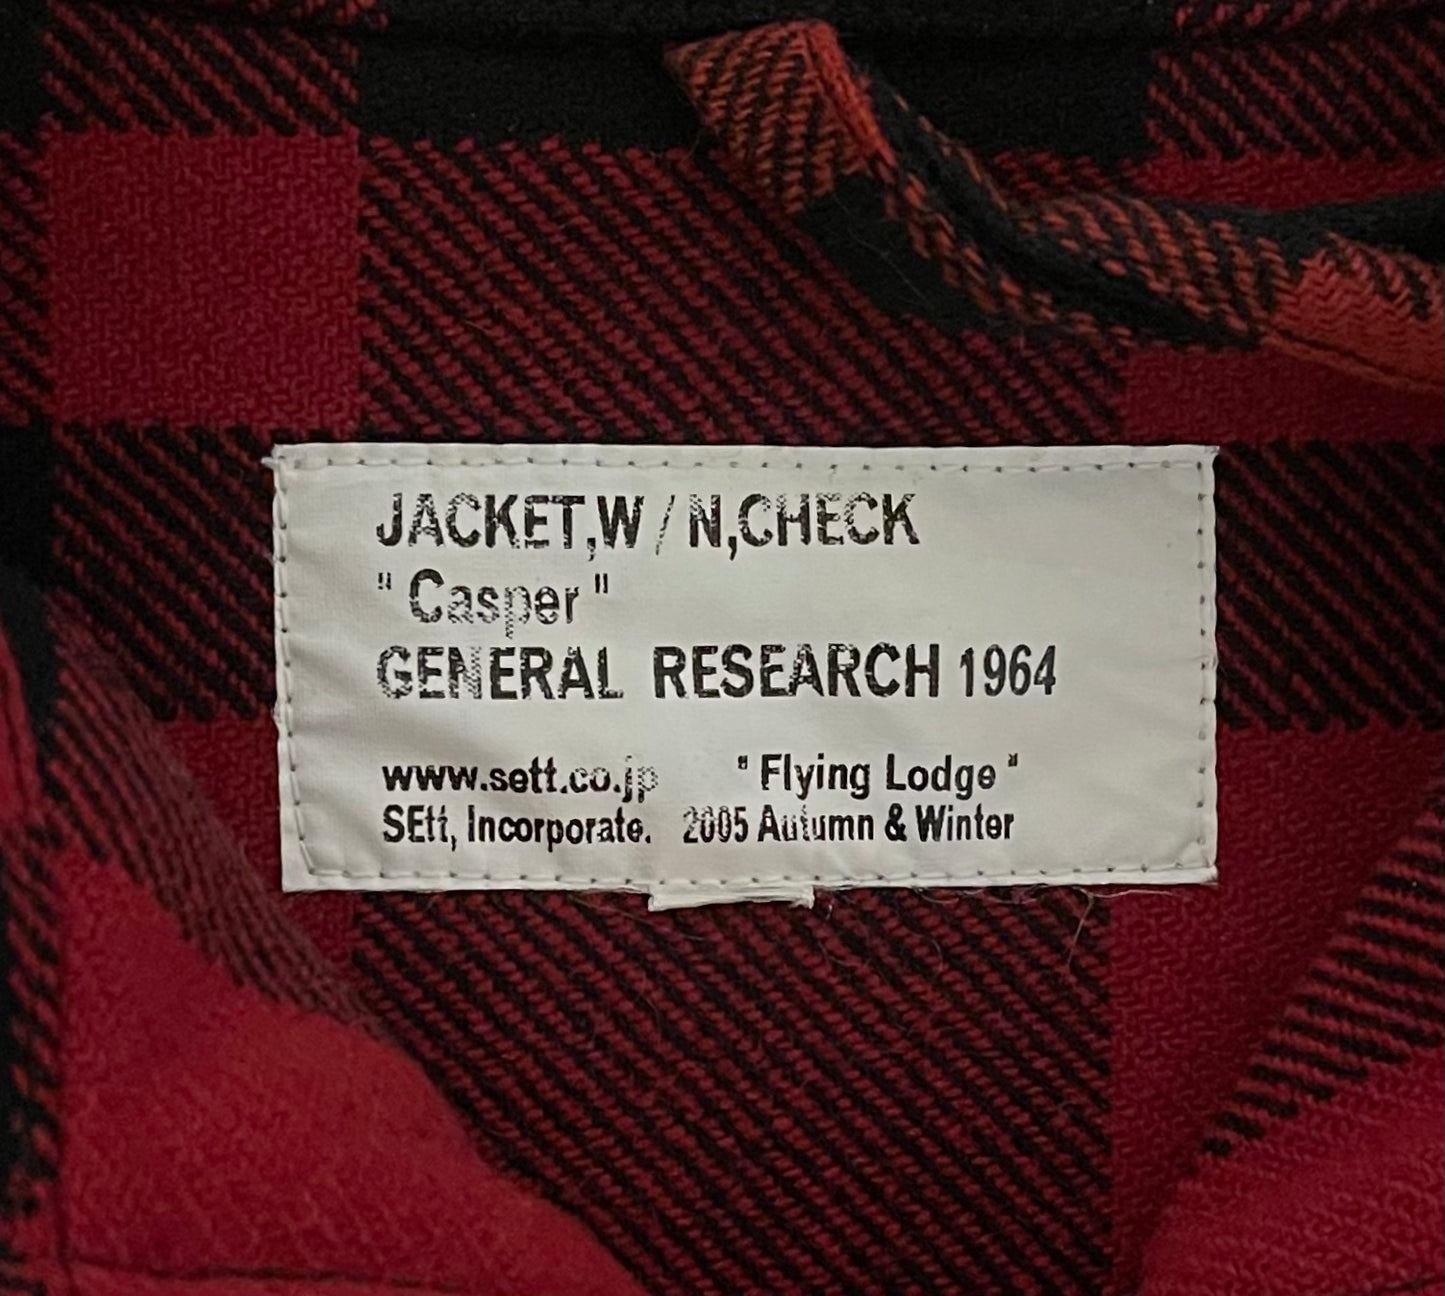 JACKET,W / N,CHECK
" Casper "
GENERAL RESEARCH 1964
www.sett.co.jp " Flying Lodge "
SEtt, Incorporate. 2005 Autumn & Winter